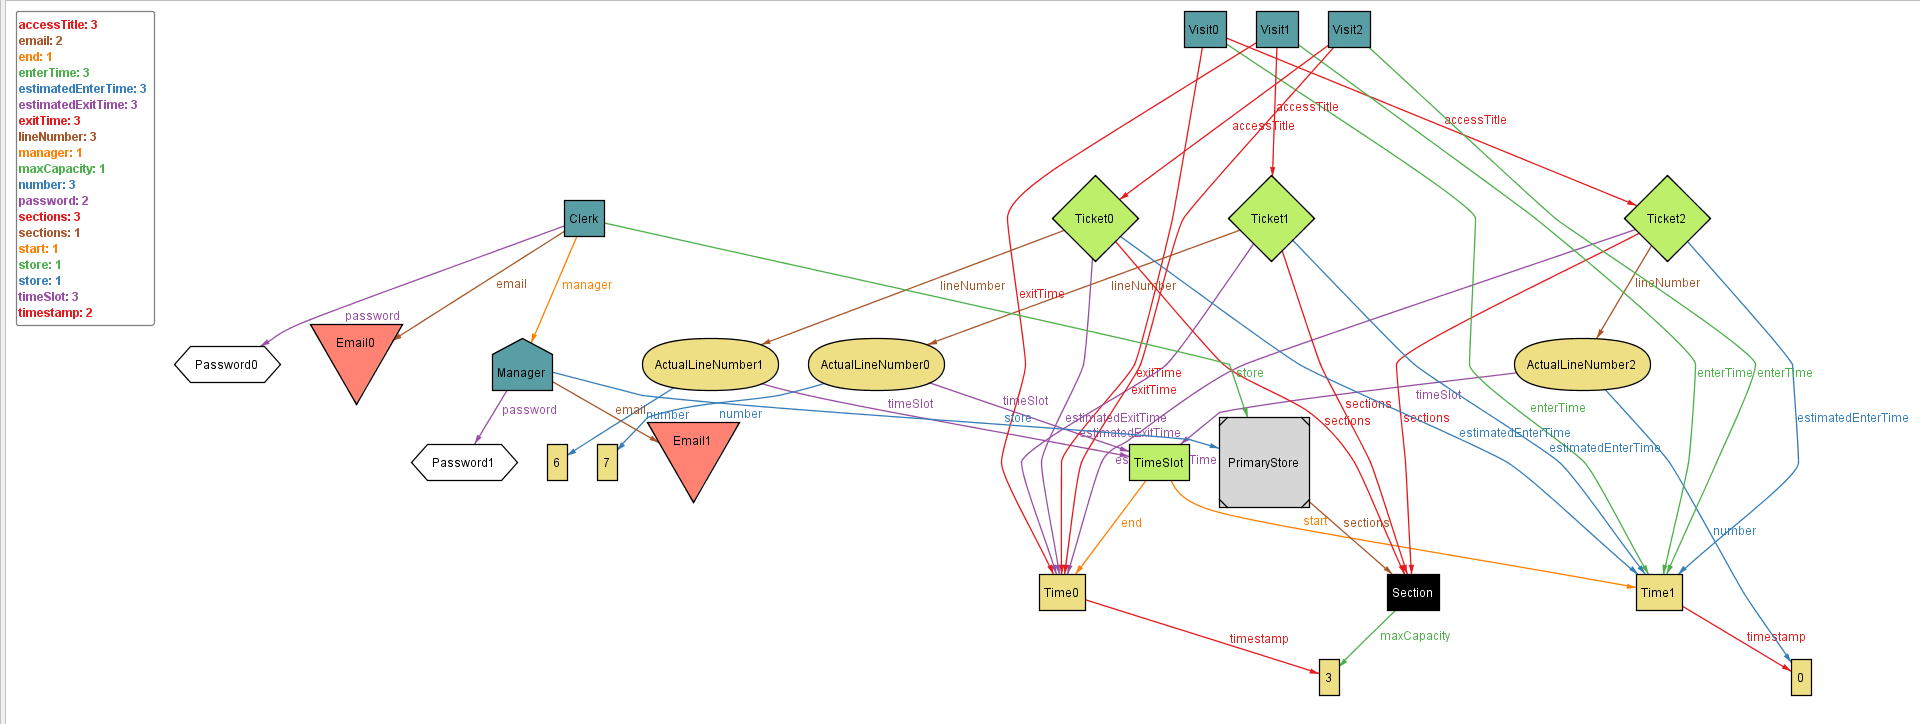 accessTitle: 3
email: 2
end: 1
enterTime: 3
estimatedEnterTime: 3
estimatedExitTime: 3
exitTime: 3
lineNumber: 3
manager: 1
maxCapacity: 1
number: 3
password: 2
sections: 3
sections: 1
start: 1
store: 1
store: 1
timeSlot: 3
timestamp: 2
Visit0
Visit1
Visit2
accessTitle
accessTitle
accessTitle
Clerk
Ticket0
Ticket1
Ticket2
email
manager
lineNumber
exitTime
lineNumber
lineNumber
password
Password0
Email0
Manager
ActualLineNumber1
ActualLineNumber0
exitTime
exitTime
store
ActualLineNumber2
enterTime
enterTime
password
email
number
number
timeSlot
timeSlot
store
estimatedExitTime
estimatedExitTime
sections
sections
sections
timeSlot
enterTime
estimatedEnterTime
estimatedEnterTime
estimatedEnterTime
Password1
6
7
Email1
es
Time
TimeSlot
PrimaryStore
end
start
sections
number
Time0
Section
Time1
timestamp
maxCapacity
timestamp
3
0